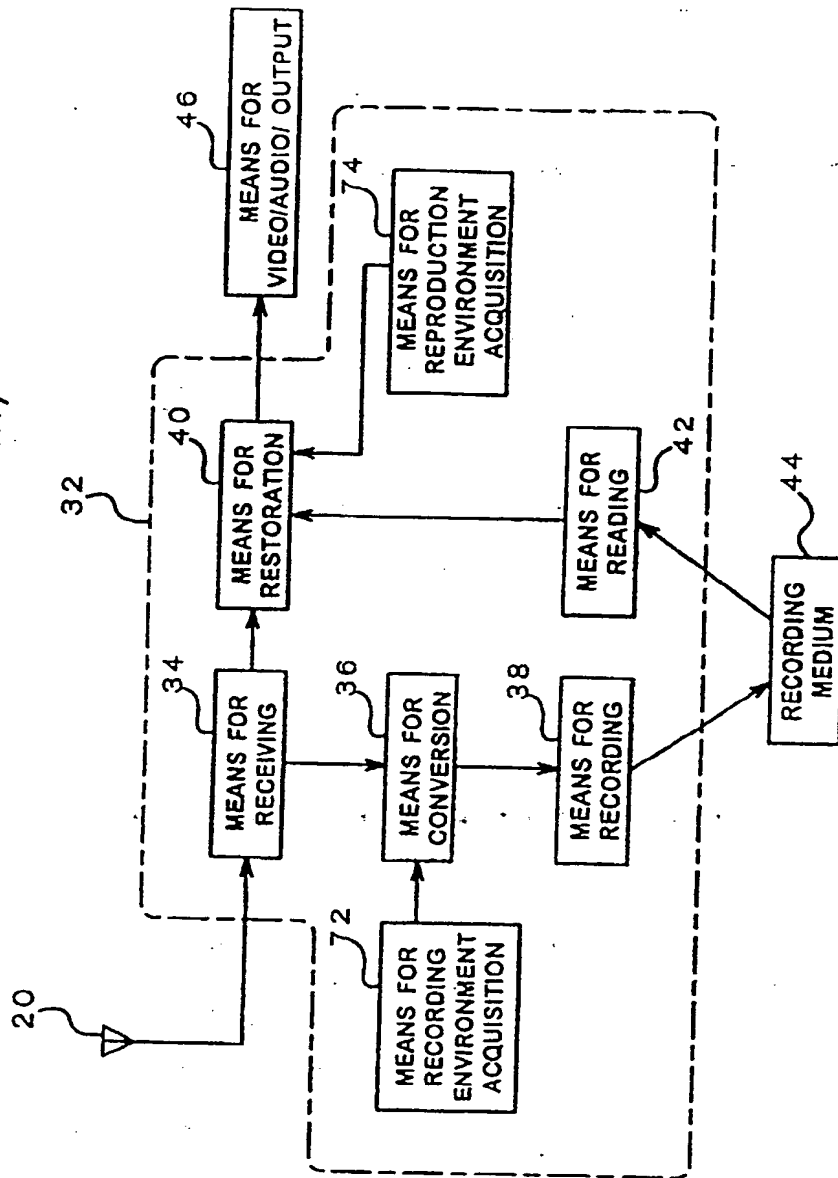 20
32
34
MEANS FOR
RECEIVING
40
MEANS FOR
RESTORATION
46
MEANS FOR
VIDEO/AUDIO/ OUTPUT
72
MEANS FOR
RECORDING
ENVIRONMENT
ACQUISITION
36
MEANS FOR
CONVERSION
74
MEANS FOR
REPRODUCTION
ENVIRONMENT
ACQUISITION
38
MEANS FOR
RECORDING
42
MEANS FOR
READING
44
RECORDING
MEDIUM